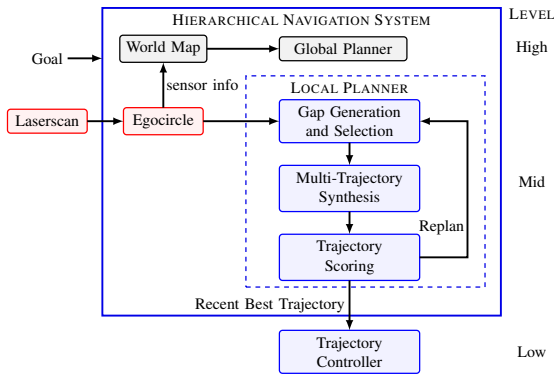 HIERARCHICAL NAVIGATION SYSTEM
LEVEL
Goal
World Map
Global Planner
High
sensor info
LOCAL PLANNER
Laserscan
Egocircle
Gap Generation
and Selection
Multi-Trajectory
Synthesis
Mid
Replan
Trajectory
Scoring
Recent Best Trajectory
Trajectory
Controller
Low